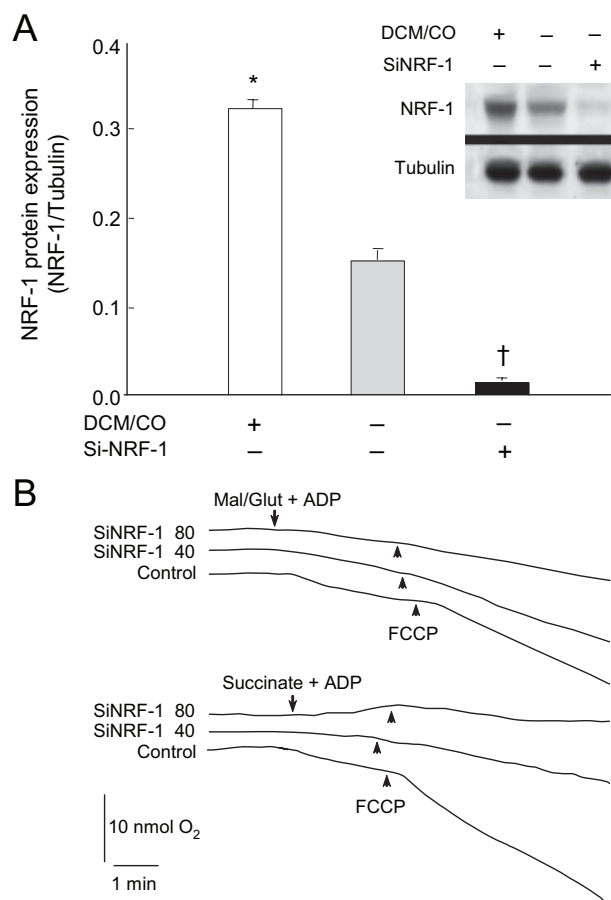 A
NRF-1 protein expression
(NRF-1/Tubulin)
0.4
0.3
0.2
0.1
0.0
*
†
DCM/CO + – –
Si-NRF-1 – – +
DCM/CO + – –
SiNRF-1 – – +
NRF-1
Tubulin
B
Mal/Glut + ADP
SiNRF-1 80
SiNRF-1 40
Control
FCCP
Succinate + ADP
SiNRF-1 80
SiNRF-1 40
Control
FCCP
10 nmol O₂
1 min